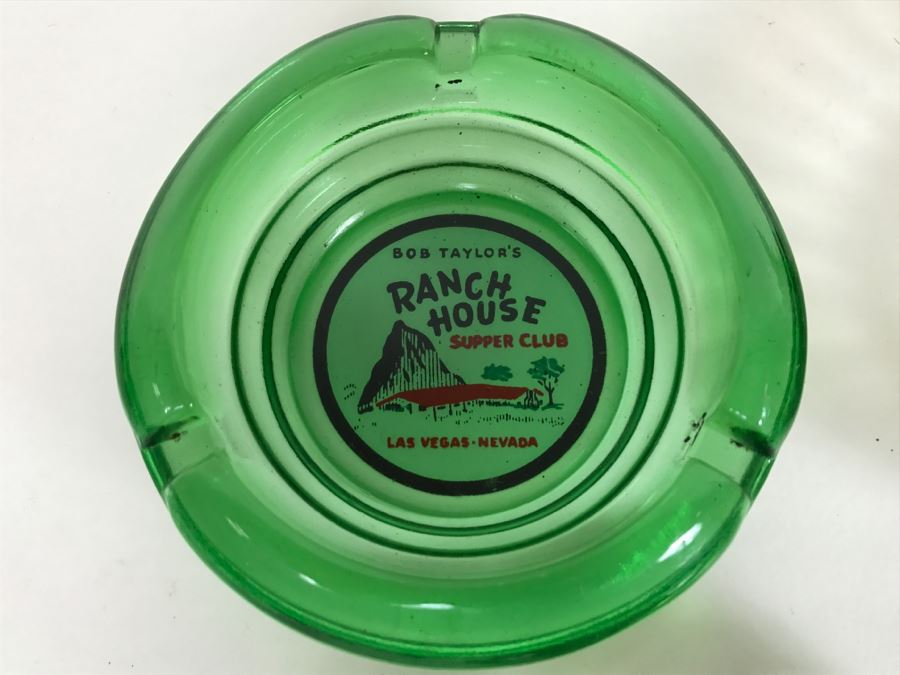 BOB TAYLOR'S
RANCH
HOUSE
SUPPER CLUB
LAS VEGAS · NEVADA